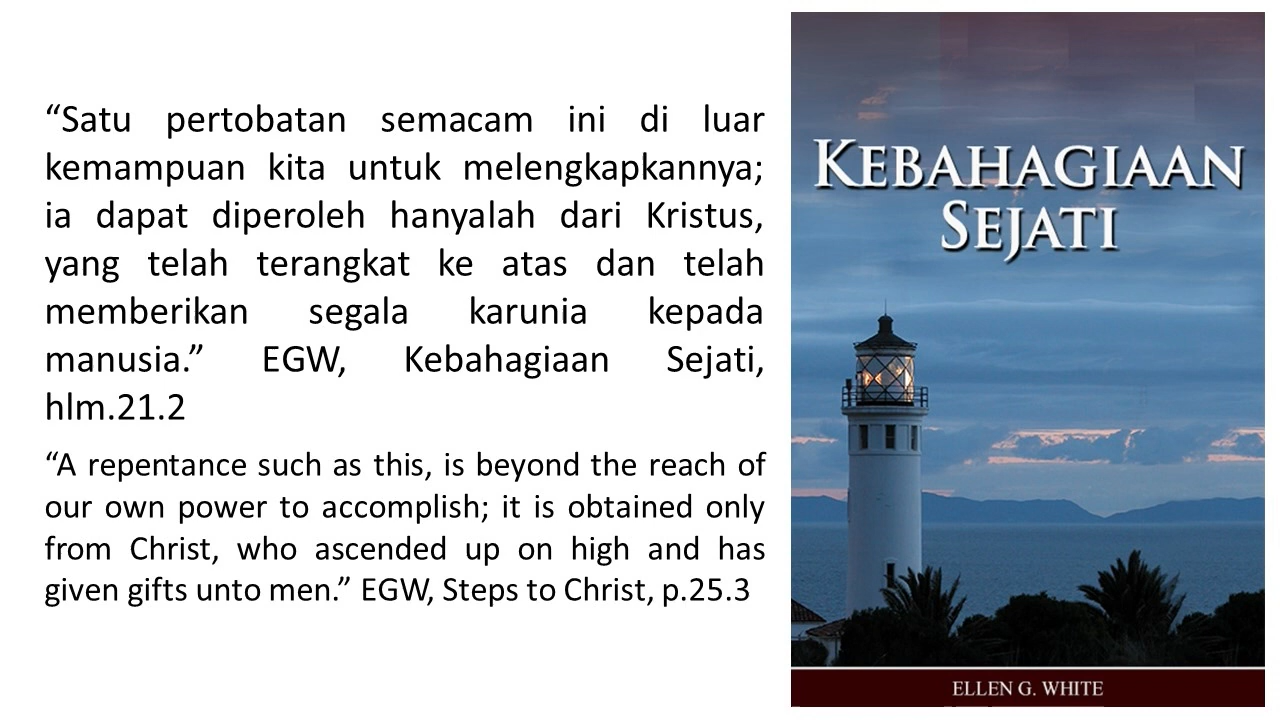 “Satu pertobatan semacam ini di luar
kemampuan kita untuk melengkapkannya;
ia dapat diperoleh hanyalah dari Kristus,
yang telah terangkat ke atas dan telah
memberikan segala karunia kepada
manusia.” EGW, Kebahagiaan Sejati,
hlm.21.2
“A repentance such as this, is beyond the reach of
our own power to accomplish; it is obtained only
from Christ, who ascended up on high and has
given gifts unto men.” EGW, Steps to Christ, p.25.3
KEBAHAGIAAN
SEJATI
ELLEN G. WHITE